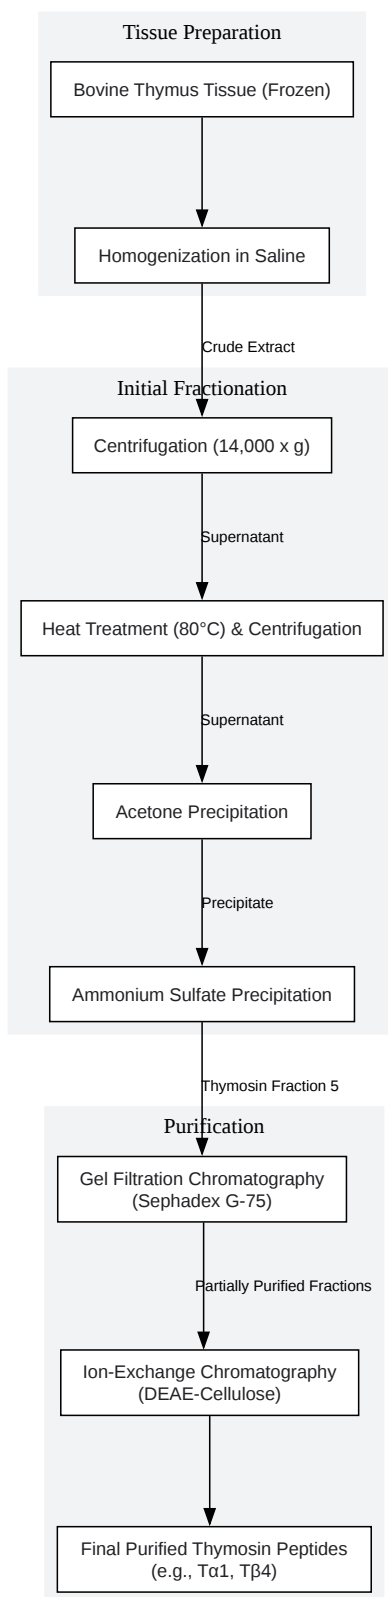 Tissue Preparation
Bovine Thymus Tissue (Frozen)
Homogenization in Saline
Crude Extract
Initial Fractionation
Centrifugation (14,000 x g)
Supernatant
Heat Treatment (80°C) & Centrifugation
Supernatant
Acetone Precipitation
Precipitate
Ammonium Sulfate Precipitation
Thymosin Fraction 5
Purification
Gel Filtration Chromatography
(Sephadex G-75)
Partially Purified Fractions
Ion-Exchange Chromatography
(DEAE-Cellulose)
Final Purified Thymosin Peptides
(e.g., Tα1, Tβ4)